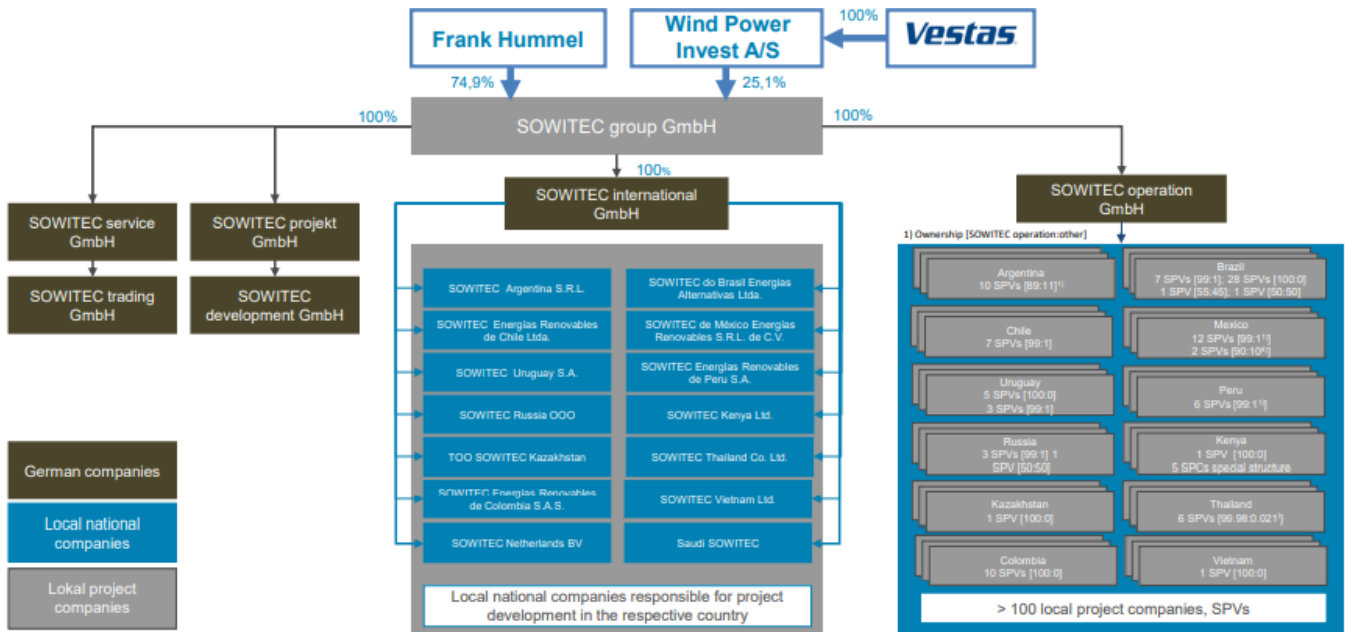 Frank Hummel
Wind Power
Invest A/S
100%
Vestas
74,9%
25,1%
100%
SOWITEC group GmbH
100%
100%
SOWITEC service
GmbH
SOWITEC projekt
GmbH
SOWITEC international
GmbH
SOWITEC operation
GmbH
SOWITEC trading
GmbH
SOWITEC
development GmbH
1) Ownership [SOWITEC operation:other]
SOWITEC Argentina S.R.L.
SOWITEC do Brasil Energias
Alternativas Ltda.
SOWITEC Energías Renovables
de Chile Ltda.
SOWITEC de México Energías
Renovables S.R.L. de C.V.
SOWITEC Uruguay S.A.
SOWITEC Energías Renovables
de Peru S.A.
SOWITEC Russia OOO
SOWITEC Kenya Ltd.
TOO SOWITEC Kazakhstan
SOWITEC Thailand Co. Ltd.
SOWITEC Energías Renovables
de Colombia S.A.S.
SOWITEC Vietnam Ltd.
SOWITEC Netherlands BV
Saudi SOWITEC
Local national companies responsible for project
development in the respective country
Argentina
10 SPVs [89:11]¹⁾
Brazil
7 SPVs [99:1]; 28 SPVs [100:0]
1 SPV [55:45]; 1 SPV [50:50]
Chile
7 SPVs [99:1]
Mexico
12 SPVs [99:1¹⁾]
2 SPVs [90:10⁴⁾]
Uruguay
5 SPVs [100:0]
3 SPVs [99:1]
Peru
6 SPVs [99:1¹⁾]
Russia
3 SPVs [99:1] 1
SPV [50:50]
Kenya
1 SPV [100:0]
5 SPCs special structure
Kazakhstan
1 SPV [100:0]
Thailand
6 SPVs [99.98:0.021⁾]
Colombia
10 SPVs [100:0]
Vietnam
1 SPV [100:0]
> 100 local project companies, SPVs
German companies
Local national
companies
Lokal project
companies